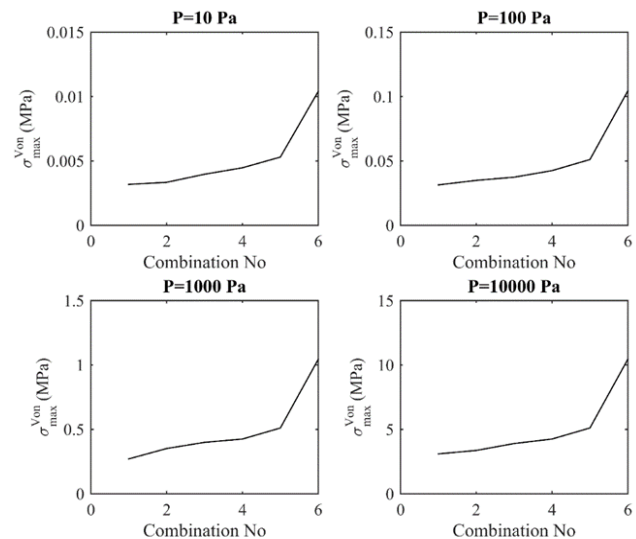 P=10 Pa
0.015
0.01
0.005
0
σ_max^Von (MPa)
0 2 4 6
Combination No
P=100 Pa
0.15
0.1
0.05
0
σ_max^Von (MPa)
0 2 4 6
Combination No
P=1000 Pa
1.5
1
0.5
0
σ_max^Von (MPa)
0 2 4 6
Combination No
P=10000 Pa
15
10
5
0
σ_max^Von (MPa)
0 2 4 6
Combination No